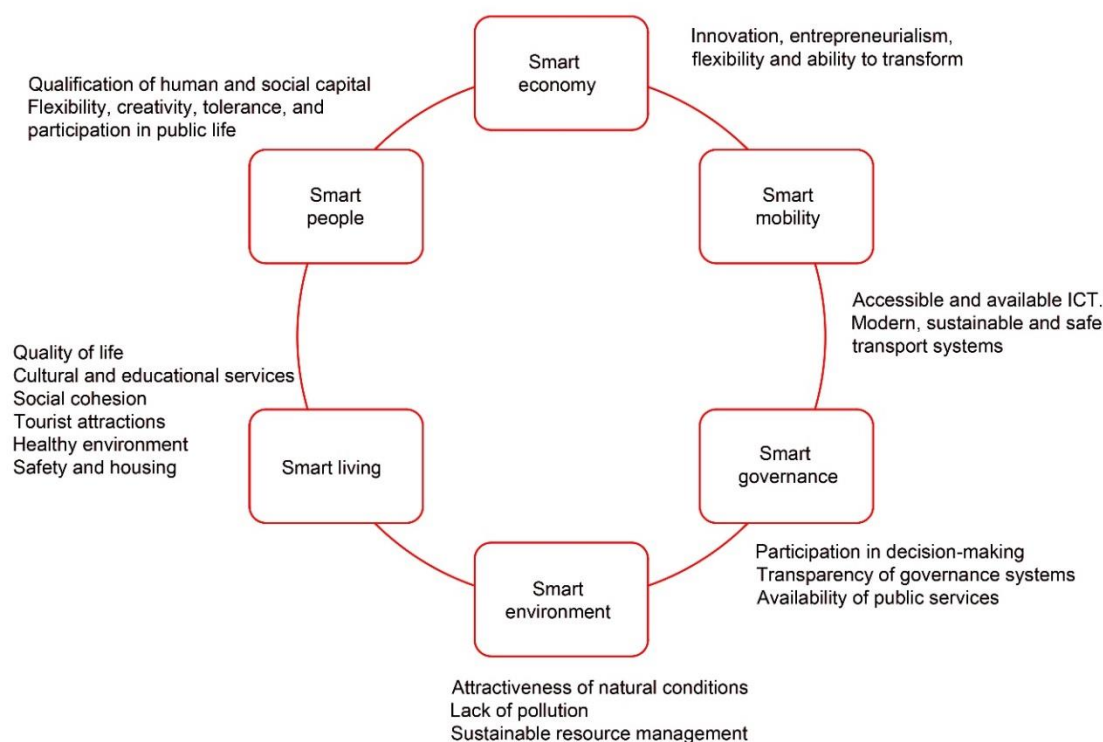 Smart
economy
Innovation, entrepreneurialism,
flexibility and ability to transform
Smart
mobility
Accessible and available ICT.
Modern, sustainable and safe
transport systems
Smart
governance
Participation in decision-making
Transparency of governance systems
Availability of public services
Smart
environment
Attractiveness of natural conditions
Lack of pollution
Sustainable resource management
Smart living
Quality of life
Cultural and educational services
Social cohesion
Tourist attractions
Healthy environment
Safety and housing
Smart
people
Qualification of human and social capital
Flexibility, creativity, tolerance, and
participation in public life